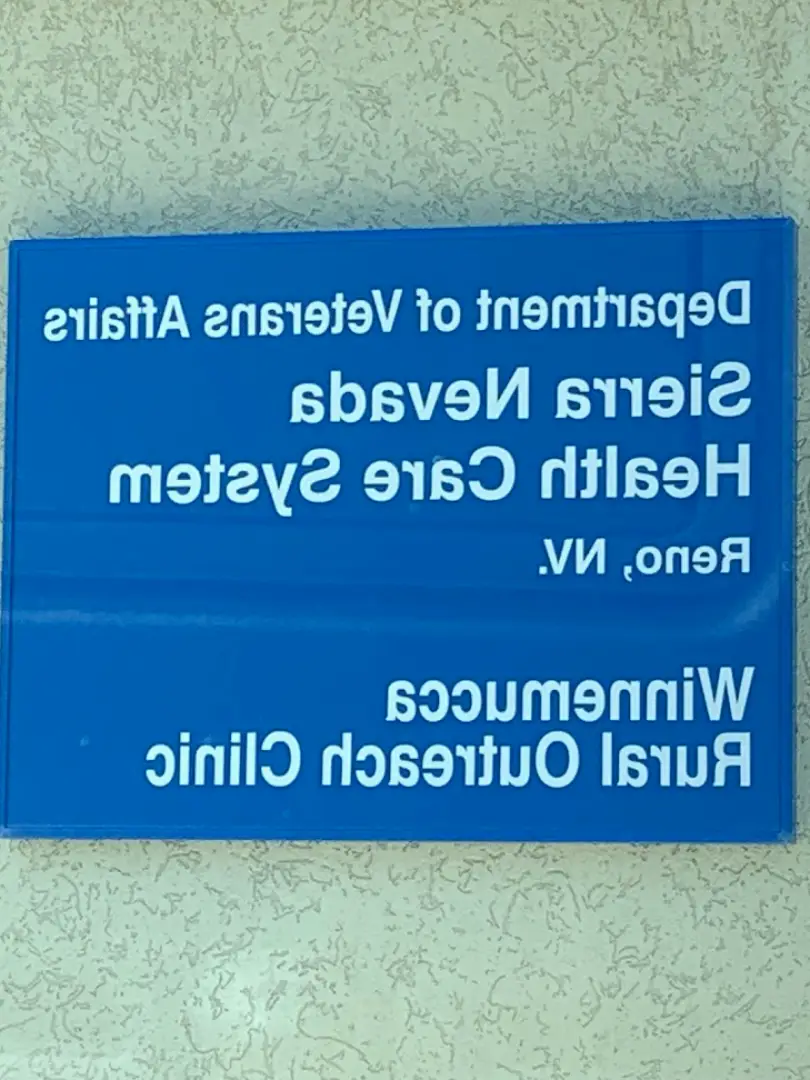 Department of Veterans Affairs
Sierra Nevada
Health Care System
Reno, NV.
Winnemucca
Rural Outreach Clinic